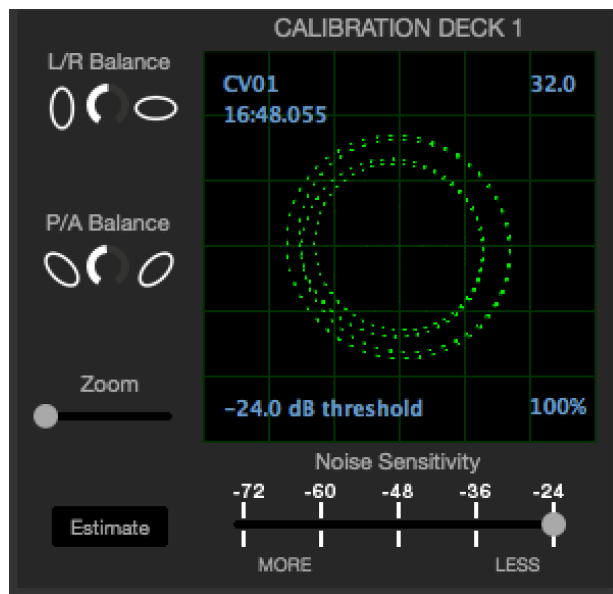 CALIBRATION DECK 1
L/R Balance
CV01 32.0
16:48.055
P/A Balance
Zoom
-24.0 dB threshold 100%
Noise Sensitivity
-72 -60 -48 -36 -24
Estimate
MORE LESS